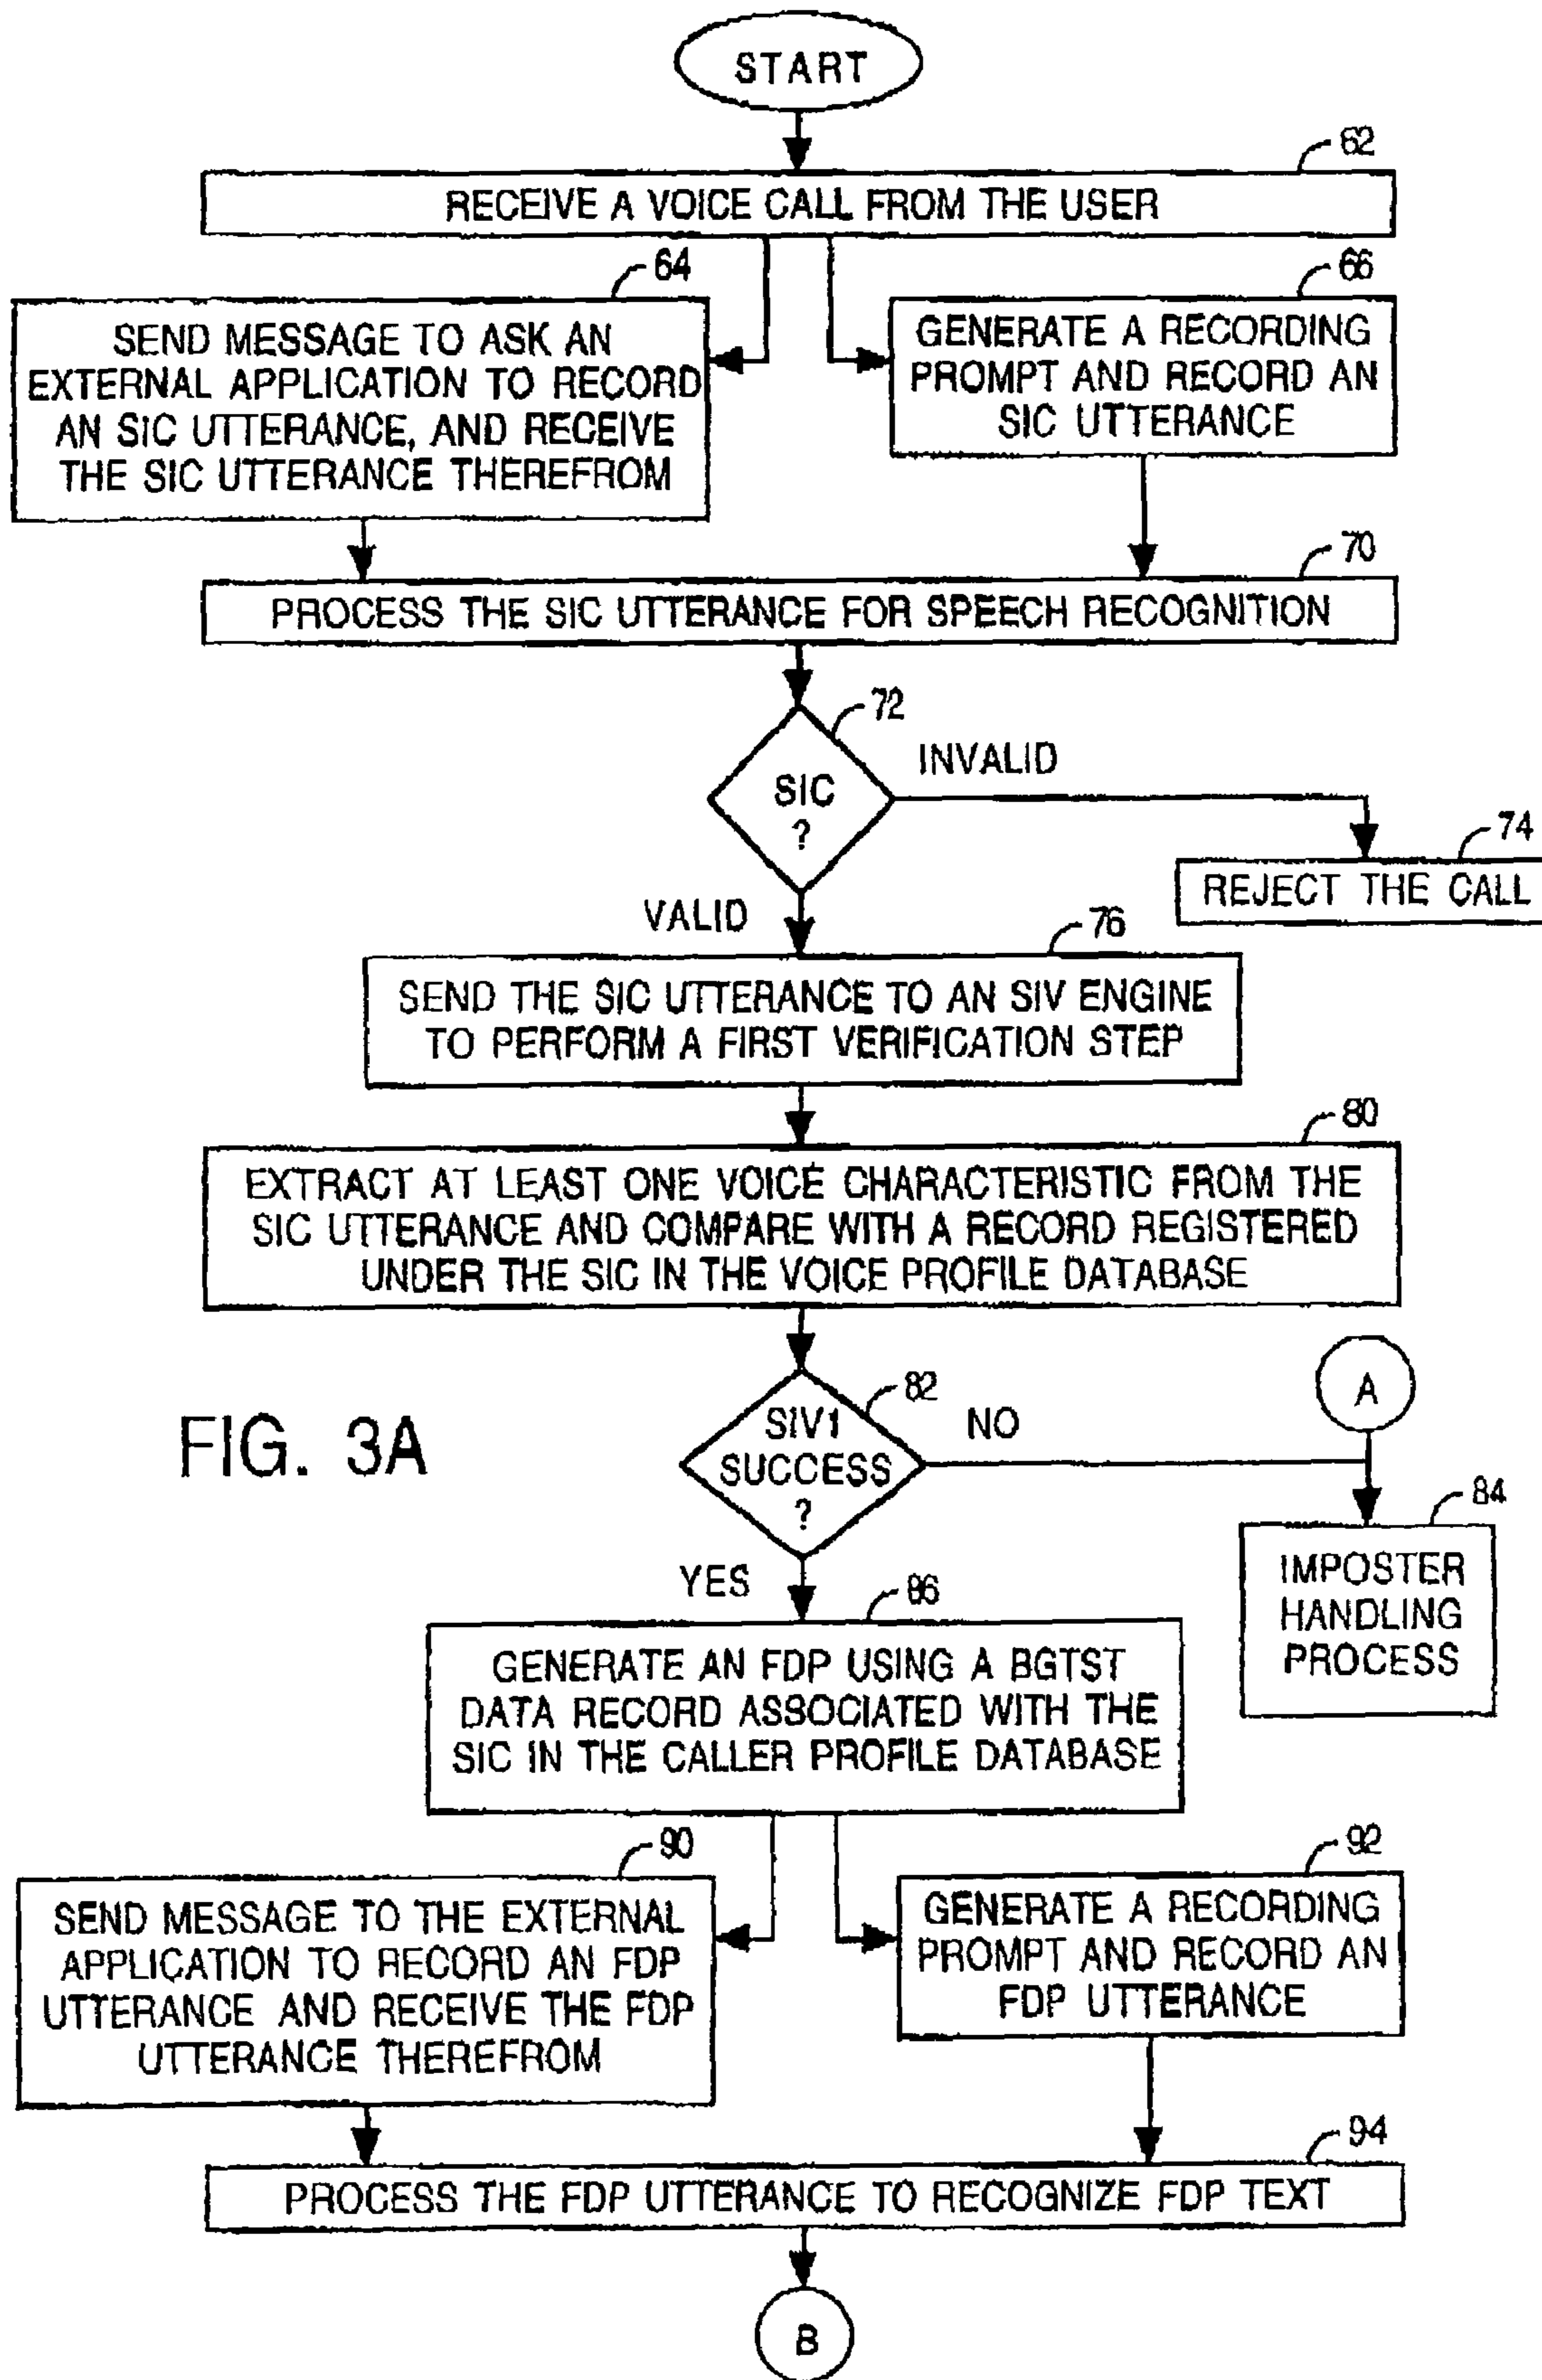 START
62
RECEIVE A VOICE CALL FROM THE USER
64
SEND MESSAGE TO ASK AN
EXTERNAL APPLICATION TO RECORD
AN SIC UTTERANCE, AND RECEIVE
THE SIC UTTERANCE THEREFROM
66
GENERATE A RECORDING
PROMPT AND RECORD AN
SIC UTTERANCE
70
PROCESS THE SIC UTTERANCE FOR SPEECH RECOGNITION
72
SIC
?
INVALID
74
REJECT THE CALL
VALID
76
SEND THE SIC UTTERANCE TO AN SIV ENGINE
TO PERFORM A FIRST VERIFICATION STEP
80
EXTRACT AT LEAST ONE VOICE CHARACTERISTIC FROM THE
SIC UTTERANCE AND COMPARE WITH A RECORD REGISTERED
UNDER THE SIC IN THE VOICE PROFILE DATABASE
FIG. 3A
82
SIV1
SUCCESS
?
NO
A
84
IMPOSTER
HANDLING
PROCESS
YES
86
GENERATE AN FDP USING A BGTST
DATA RECORD ASSOCIATED WITH THE
SIC IN THE CALLER PROFILE DATABASE
90
SEND MESSAGE TO THE EXTERNAL
APPLICATION TO RECORD AN FDP
UTTERANCE AND RECEIVE THE FDP
UTTERANCE THEREFROM
92
GENERATE A RECORDING
PROMPT AND RECORD AN
FDP UTTERANCE
94
PROCESS THE FDP UTTERANCE TO RECOGNIZE FDP TEXT
B